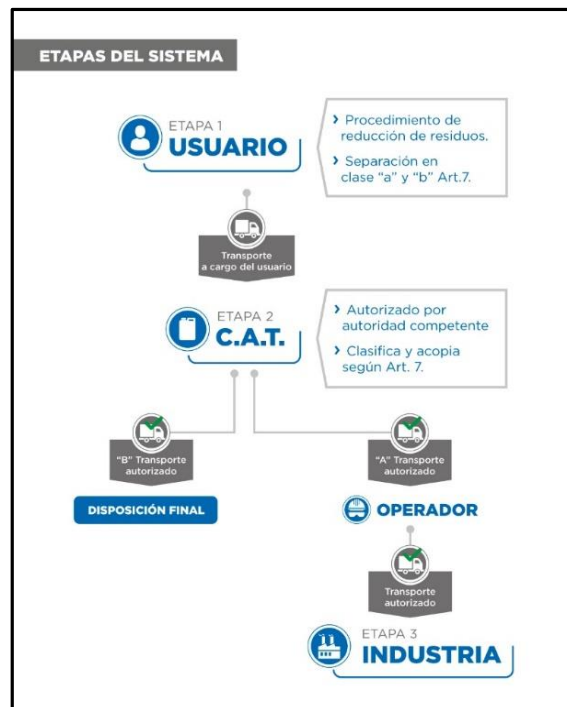 ETAPAS DEL SISTEMA
ETAPA 1
USUARIO
› Procedimiento de
reducción de residuos.
› Separación en
clase “a” y “b” Art.7.
Transporte
a cargo del usuario
ETAPA 2
C.A.T.
› Autorizado por
autoridad competente
› Clasifica y acopia
según Art. 7.
“B” Transporte
autorizado
DISPOSICIÓN FINAL
“A” Transporte
autorizado
OPERADOR
Transporte
autorizado
ETAPA 3
INDUSTRIA